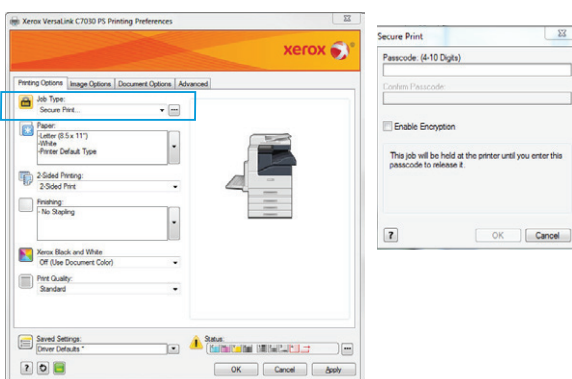 Xerox VersaLink C7030 PS Printing Preferences
xerox
Printing Options Image Options Document Options Advanced
Job Type:
Secure Print...
Paper:
-Letter (8.5 x 11")
-White
-Printer Default Type
2-Sided Printing:
2-Sided Print
Finishing:
- No Stapling
Xerox Black and White
Off (Use Document Color)
Print Quality:
Standard
Saved Settings:
Driver Defaults *
Status:
?
OK Cancel Apply
Secure Print
Passcode: (4-10 Digits)
Confirm Passcode:
Enable Encryption
This job will be held at the printer until you enter this
passcode to release it.
?
OK Cancel